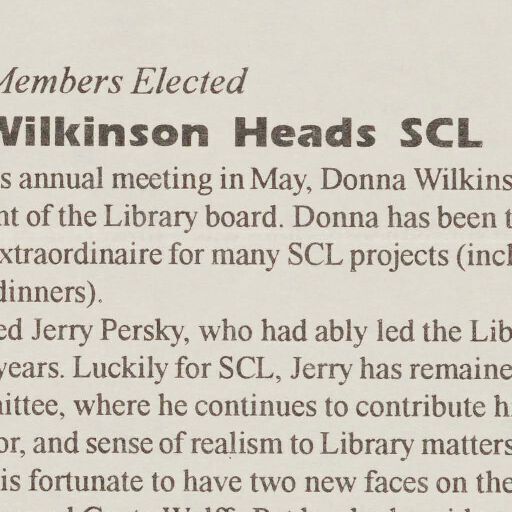 Members Elected
Wilkinson Heads SCL
s annual meeting in May, Donna Wilkins
nt of the Library board. Donna has been t
xtraordinaire for many SCL projects (incl
dinners).
ed Jerry Persky, who had ably led the Lib
years. Luckily for SCL, Jerry has remaine
ittee, where he continues to contribute h
or, and sense of realism to Library matters
is fortunate to have two new faces on the